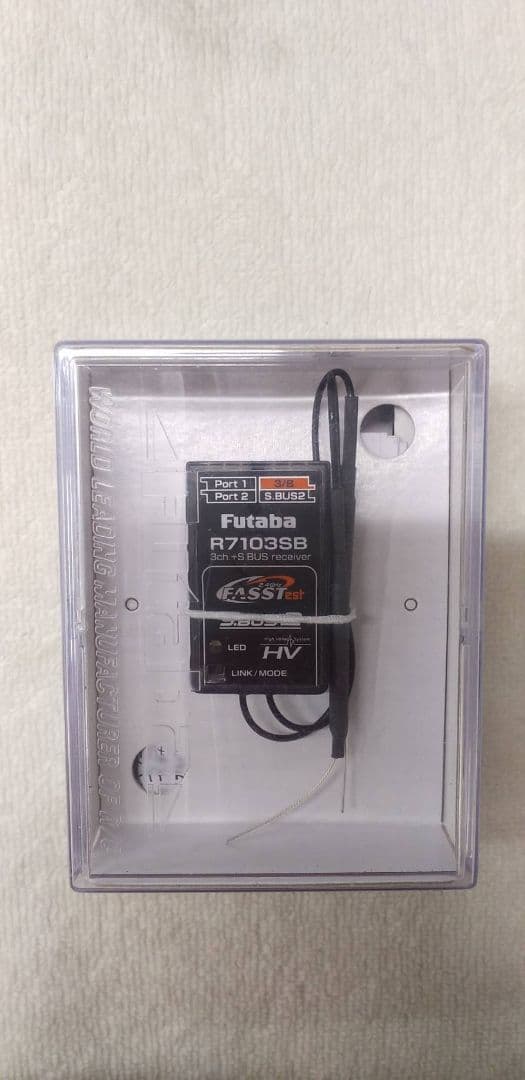 Port 1 3/B
Port 2 S.BUS2
Futaba
R7103SB
3ch +S.BUS receiver
2.4GHz
FASSTest
S.BUS2
High Voltage System
LED HV
LINK / MODE
WORLD LEADING MANUFACTURER OF